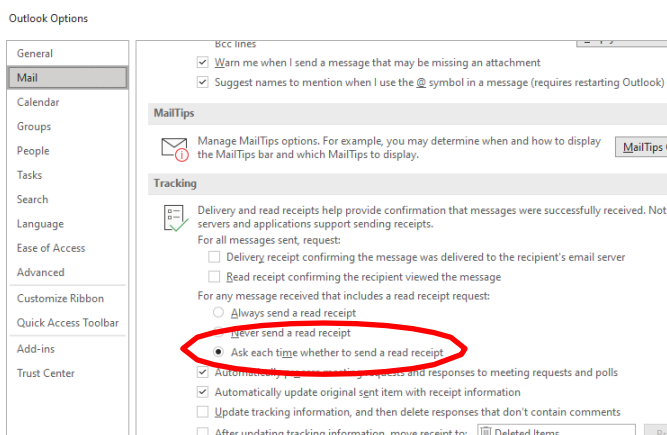 Outlook Options
General
Mail
Calendar
Groups
People
Tasks
Search
Language
Ease of Access
Advanced
Customize Ribbon
Quick Access Toolbar
Add-ins
Trust Center
Bcc lines
Warn me when I send a message that may be missing an attachment
Suggest names to mention when I use the @ symbol in a message (requires restarting Outlook)
MailTips
Manage MailTips options. For example, you may determine when and how to display
the MailTips bar and which MailTips to display.
MailTips
Tracking
Delivery and read receipts help provide confirmation that messages were successfully received. Not
servers and applications support sending receipts.
For all messages sent, request:
Delivery receipt confirming the message was delivered to the recipient's email server
Read receipt confirming the recipient viewed the message
For any message received that includes a read receipt request:
Always send a read receipt
Never send a read receipt
Ask each time whether to send a read receipt
Automatically process meeting requests and responses to meeting requests and polls
Automatically update original sent item with receipt information
Update tracking information, and then delete responses that don't contain comments
After updating tracking information, move receipt to:
Deleted Items